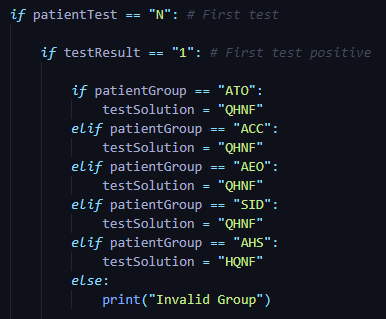 if patientTest == "N": # First test
if testResult == "1": # First test positive
if patientGroup == "ATO":
testSolution = "QHNF"
elif patientGroup == "ACC":
testSolution = "QHNF"
elif patientGroup == "AEO":
testSolution = "QHNF"
elif patientGroup == "SID":
testSolution = "QHNF"
elif patientGroup == "AHS":
testSolution = "HQNF"
else:
print("Invalid Group")